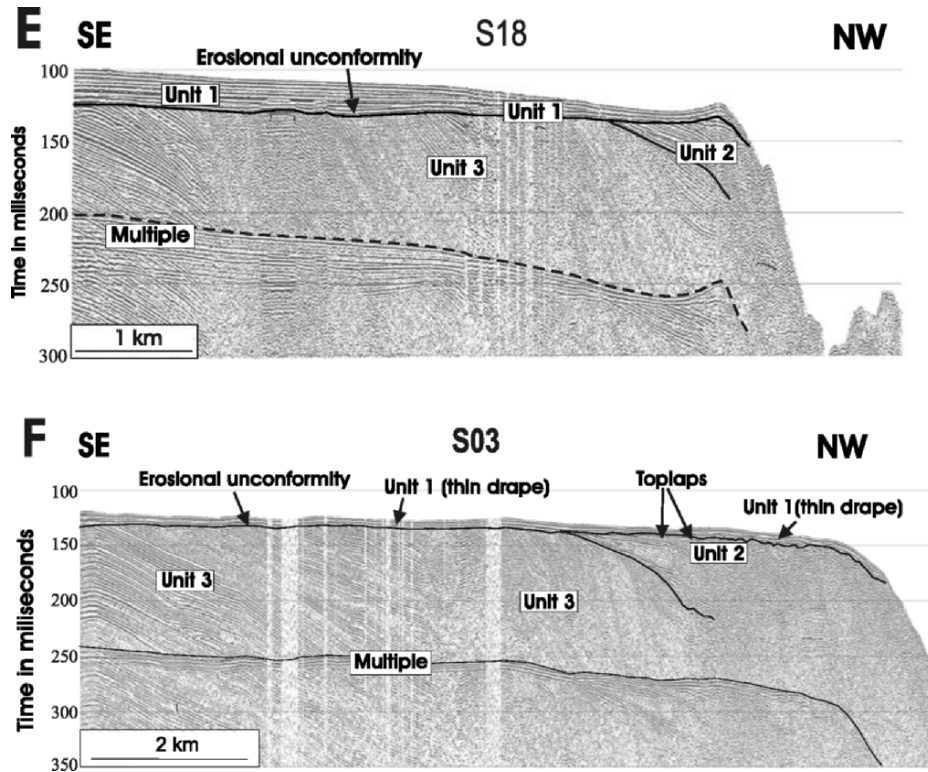 E SE S18 NW
Erosional unconformity
100
Unit 1
Unit 1
150
Unit 2
Unit 3
200
Multiple
250
1 km
300
Time in miliseconds
F SE S03 NW
Erosional unconformity
Unit 1 (thin drape)
Toplaps
Unit 1(thin drape)
100
150
Unit 2
Unit 3
Unit 3
200
250
Multiple
300
2 km
350
Time in miliseconds